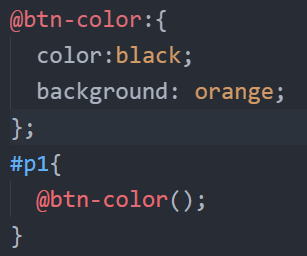 @btn-color:{
color:black;
background: orange;
};
#p1{
@btn-color();
}